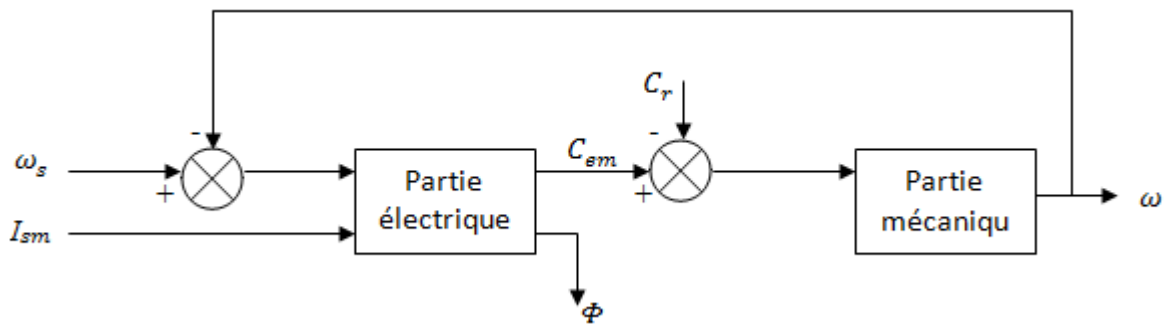 C_r
-
-
ω_s
+
C_em
+
Partie
électrique
Partie
mécaniqu
ω
I_sm
Φ